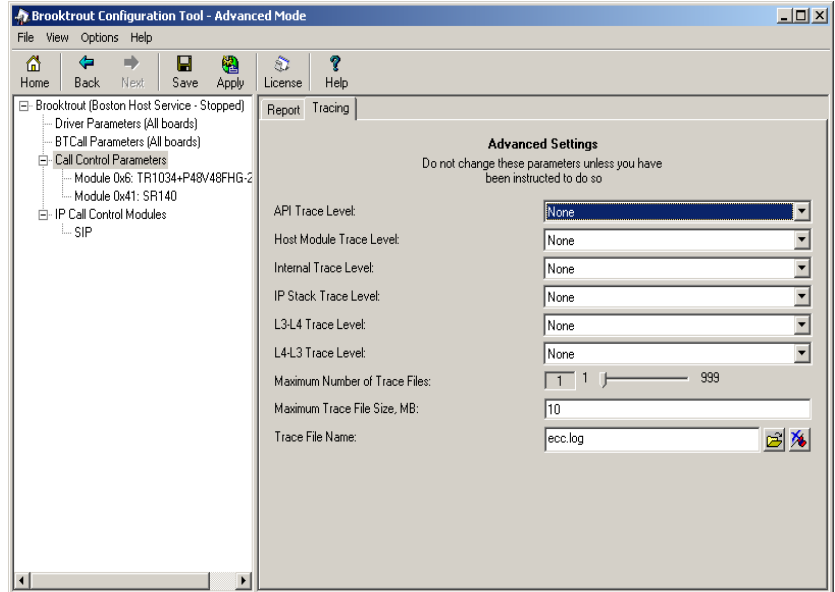 Brooktrout Configuration Tool - Advanced Mode
File View Options Help
Home Back Next Save Apply License Help
Brooktrout (Boston Host Service - Stopped)
Driver Parameters (All boards)
BTCall Parameters (All boards)
Call Control Parameters
Module 0x6: TR1034+P48V48FHG-2
Module 0x41: SR140
IP Call Control Modules
SIP
Report Tracing
Advanced Settings
Do not change these parameters unless you have
been instructed to do so
API Trace Level: None
Host Module Trace Level: None
Internal Trace Level: None
IP Stack Trace Level: None
L3-L4 Trace Level: None
L4-L3 Trace Level: None
Maximum Number of Trace Files: 1 1 999
Maximum Trace File Size, MB: 10
Trace File Name: ecc.log